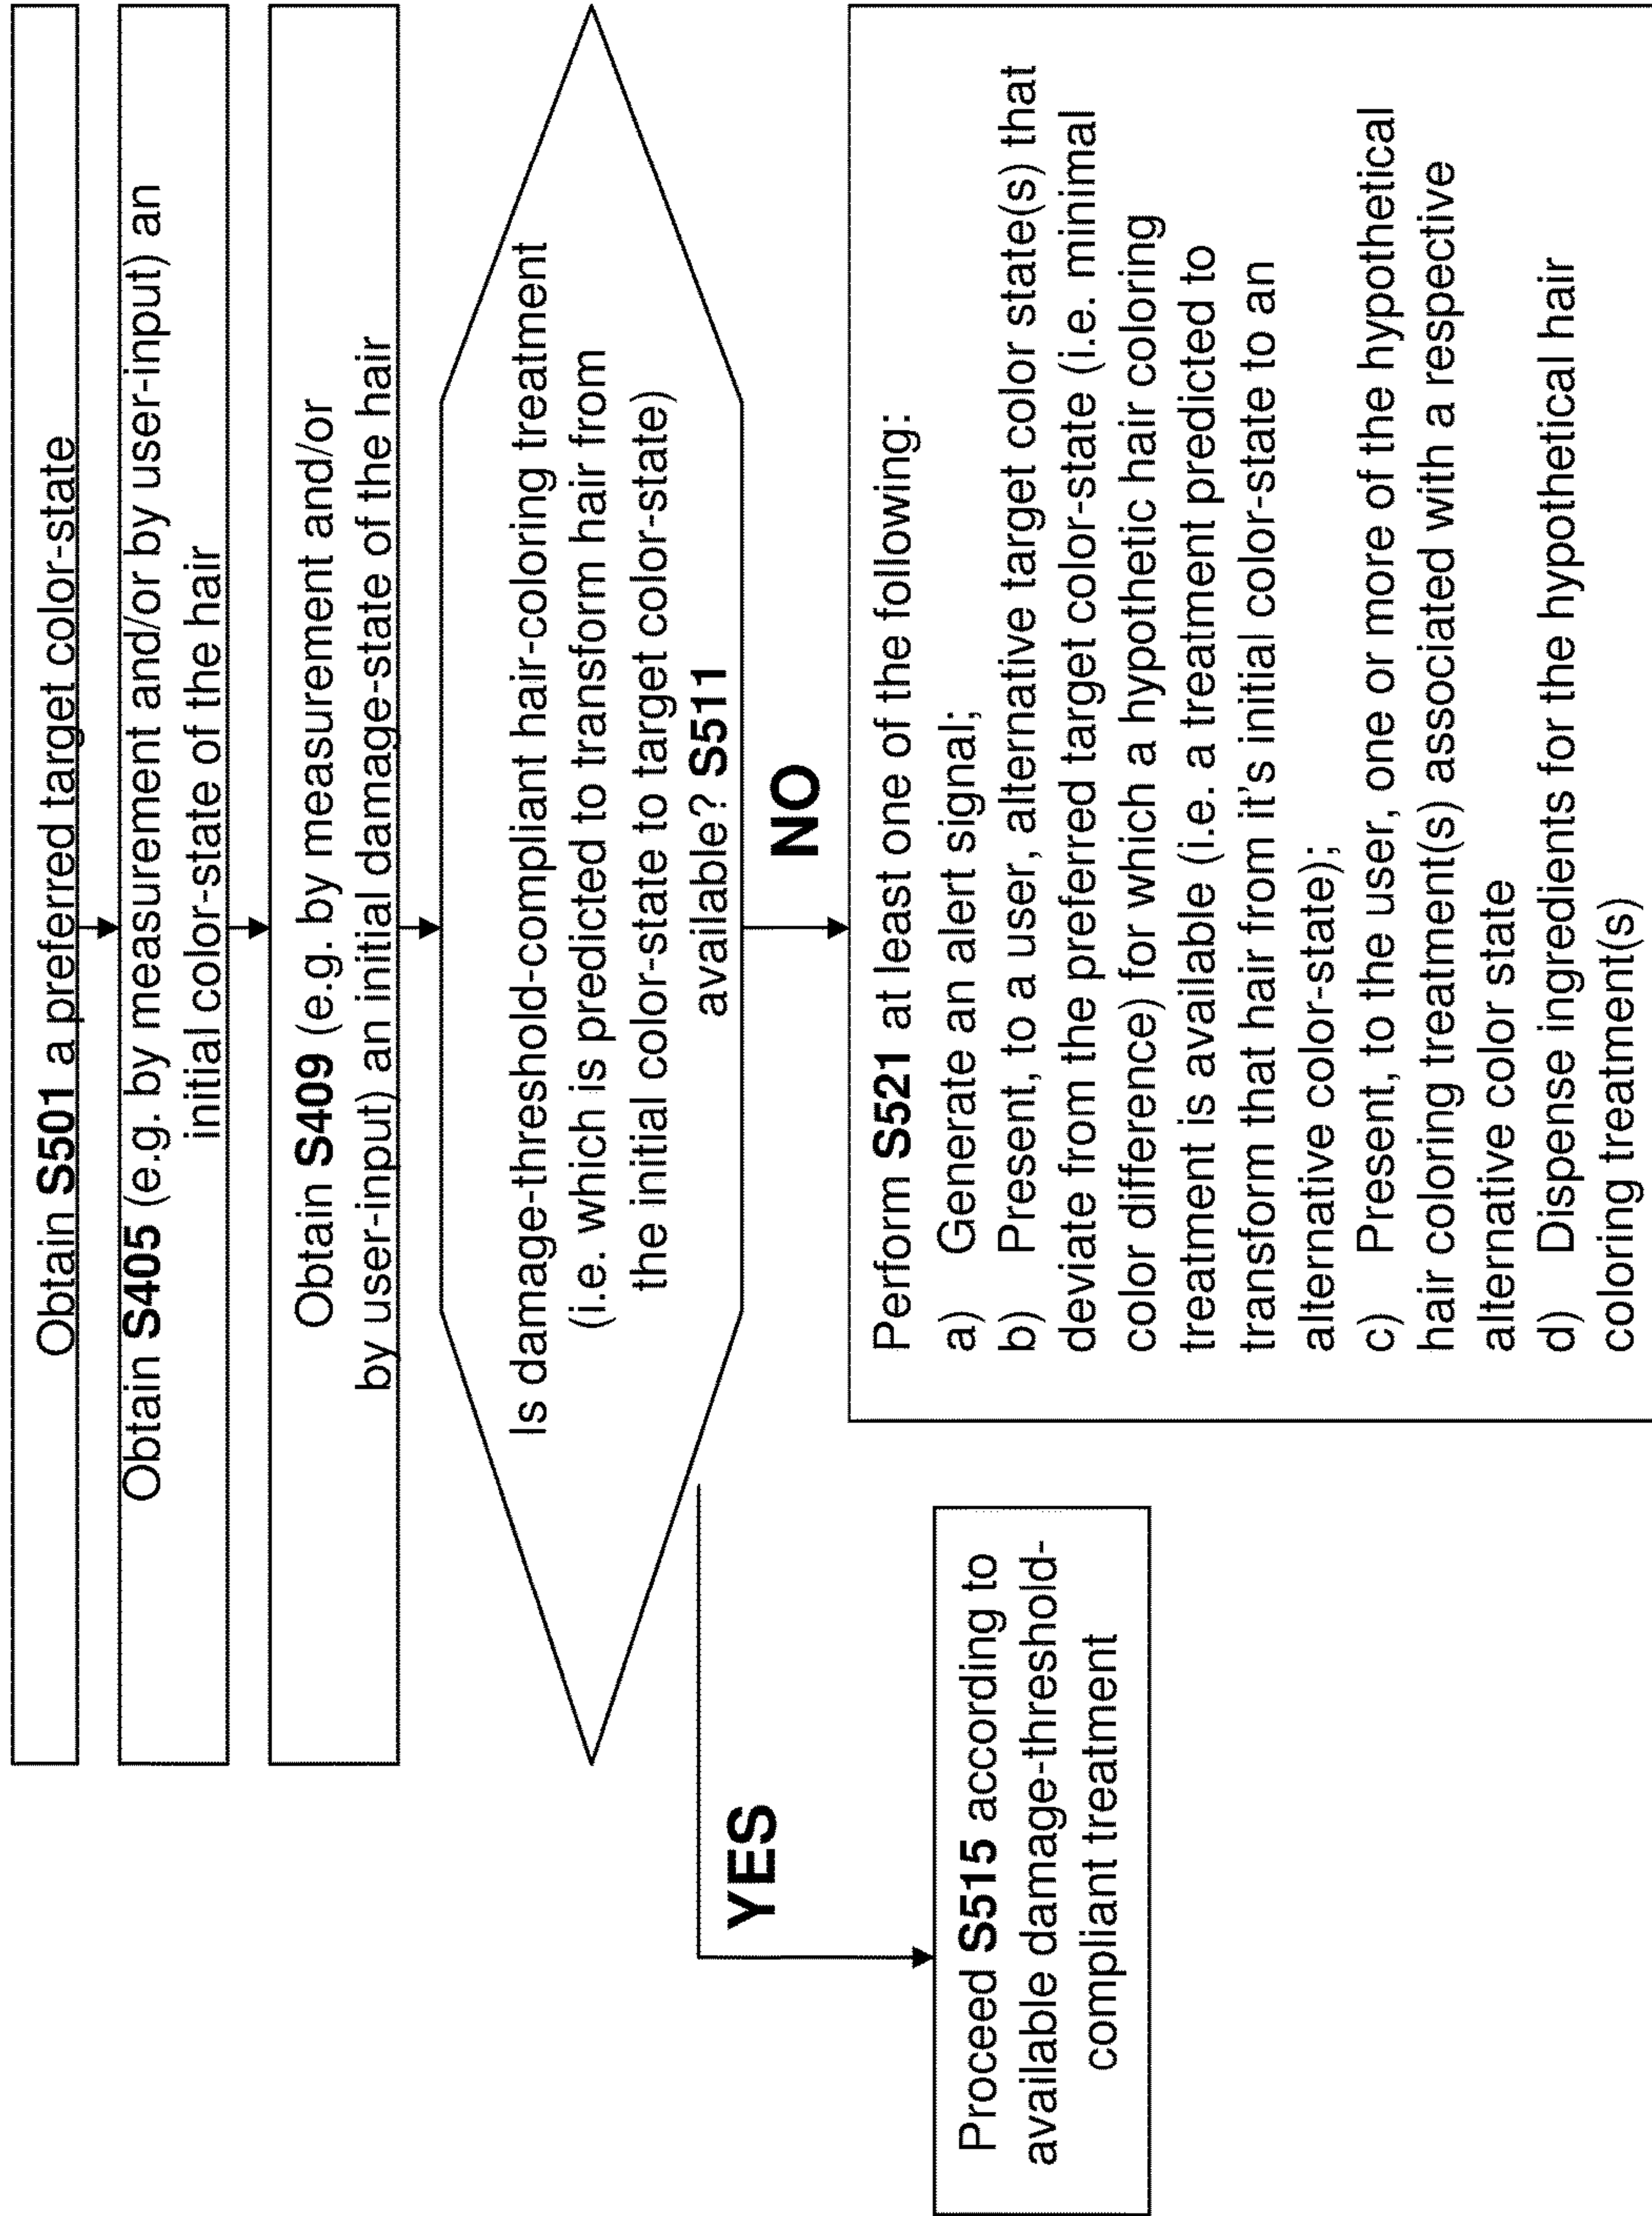 Obtain S501 a preferred target color-state
Obtain S405 (e.g. by measurement and/or by user-input) an
initial color-state of the hair
Obtain S409 (e.g. by measurement and/or
by user-input) an initial damage-state of the hair
Is damage-threshold-compliant hair-coloring treatment
(i.e. which is predicted to transform hair from
the initial color-state to target color-state)
available? S511
YES
NO
Proceed S515 according to
available damage-threshold-
compliant treatment
Perform S521 at least one of the following:
a) Generate an alert signal;
b) Present, to a user, alternative target color state(s) that
deviate from the preferred target color-state (i.e. minimal
color difference) for which a hypothetic hair coloring
treatment is available (i.e. a treatment predicted to
transform that hair from it's initial color-state to an
alternative color-state);
c) Present, to the user, one or more of the hypothetical
hair coloring treatment(s) associated with a respective
alternative color state
d) Dispense ingredients for the hypothetical hair
coloring treatment(s)